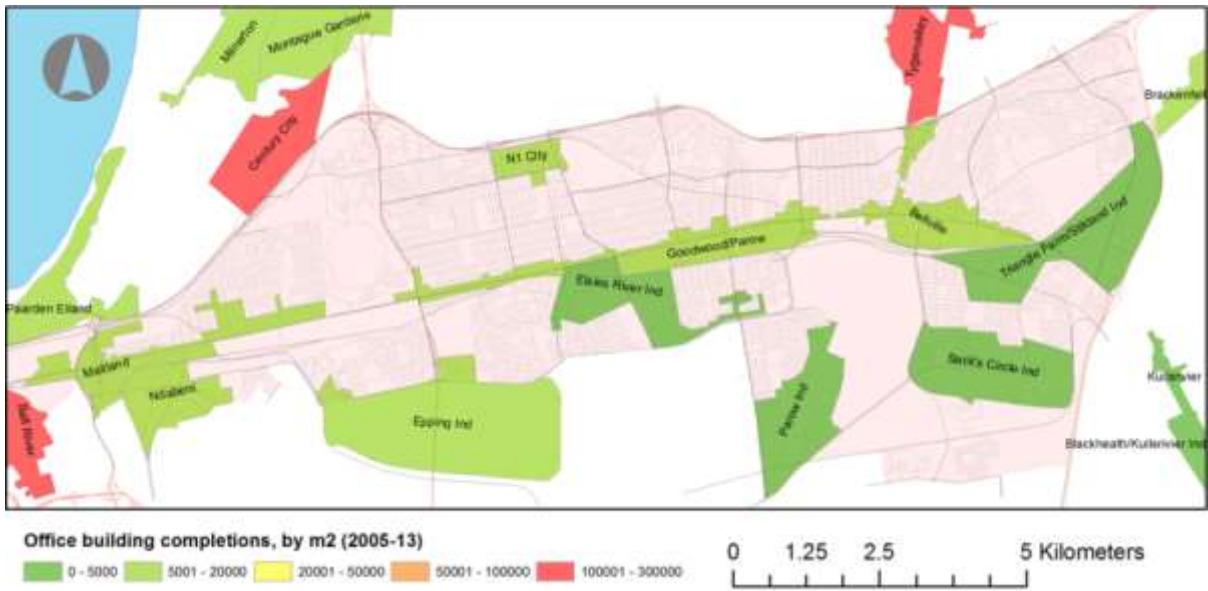 Milnerton
Montague Gardens
Century City
Tygervalley
Brackenfell
N1 City
Bellville
Goodwood/Parow
Triangle Farm/Stikland Ind
Elsies River Ind
Paarden Eiland
Maitland
Ndabeni
Sack's Circle Ind
Kuilsrivier
Parow Ind
Epping Ind
Salt River
Blackheath/Kuilsrivier Ind
Office building completions, by m2 (2005-13)
0 - 5000 5001 - 20000 20001 - 50000 50001 - 100000 100001 - 300000
0 1.25 2.5 5 Kilometers